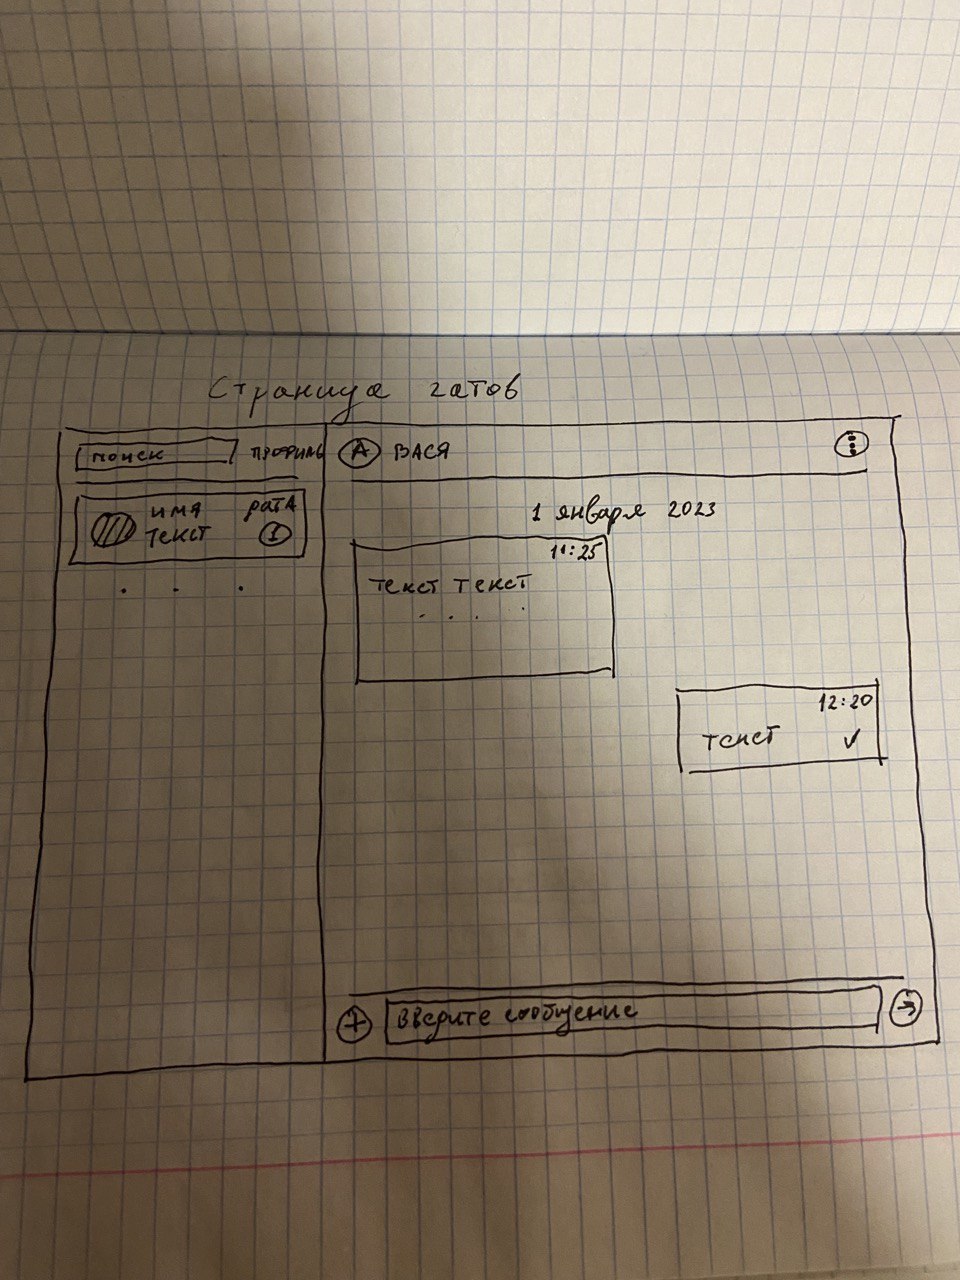 Страница чатов
поиск профиль
А ВАСЯ
имя дата
текст 1
1 января 2023
11:25
текст текст
. . . .
12:20
текст ✓
+ Введите сообщение →